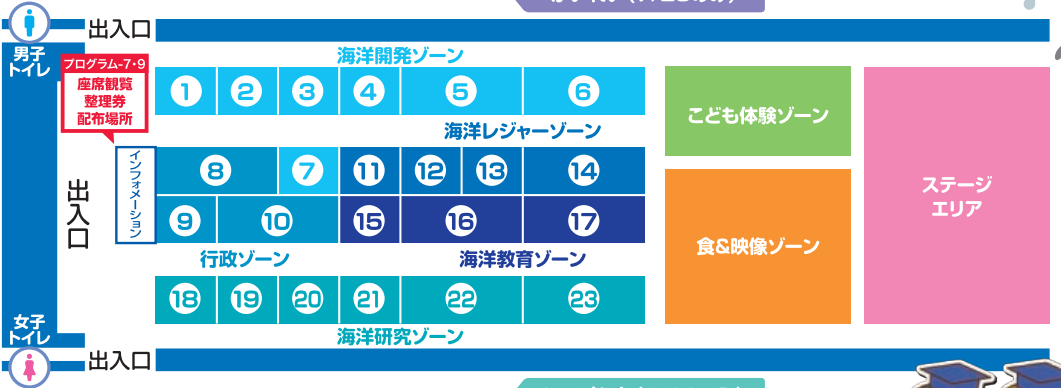 出入口
男子
トイレ
プログラム-7・9
座席観覧
整理券
配布場所
海洋開発ゾーン
1 2 3 4 5 6
海洋レジャーゾーン
インフォメーション
出入口
8 7 11 12 13 14
9 10 15 16 17
行政ゾーン
海洋教育ゾーン
18 19 20 21 22 23
海洋研究ゾーン
こども体験ゾーン
食&映像ゾーン
ステージ
エリア
女子
トイレ
出入口